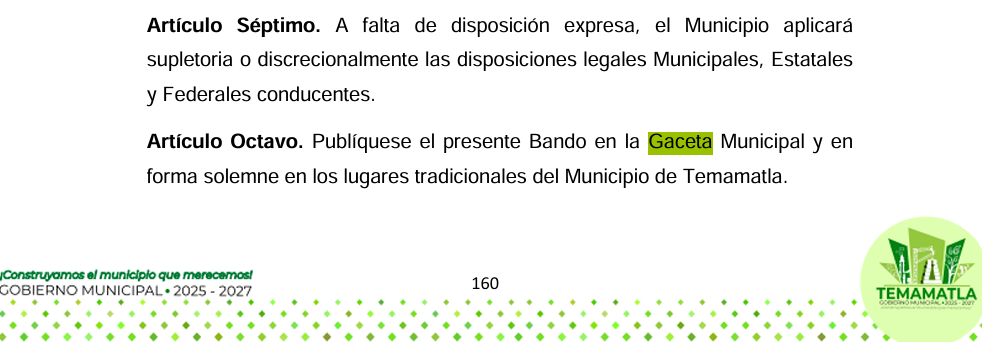 Artículo Séptimo. A falta de disposición expresa, el Municipio aplicará
supletoria o discrecionalmente las disposiciones legales Municipales, Estatales
y Federales conducentes.
Artículo Octavo. Publíquese el presente Bando en la Gaceta Municipal y en
forma solemne en los lugares tradicionales del Municipio de Temamatla.
¡Construyamos el municipio que merecemos!
GOBIERNO MUNICIPAL • 2025 - 2027
160
TEMAMATLA
GOBIERNO MUNICIPAL • 2025 - 2027